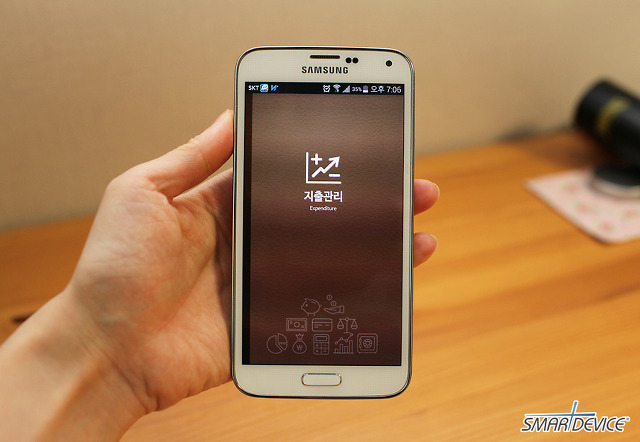 SAMSUNG
SKT 35% 오후 7:06
지출관리
Expenditure
₩
SMARTDEVICE